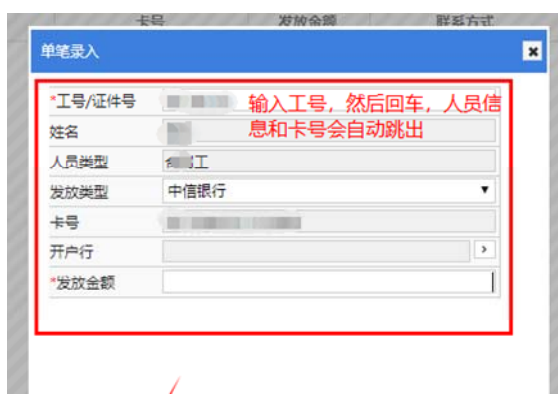 卡号 发放金额 联系方式
单笔录入
*工号/证件号 输入工号，然后回车，人员信
姓名 息和卡号会自动跳出
人员类型 工
发放类型 中信银行
卡号
开户行
*发放金额